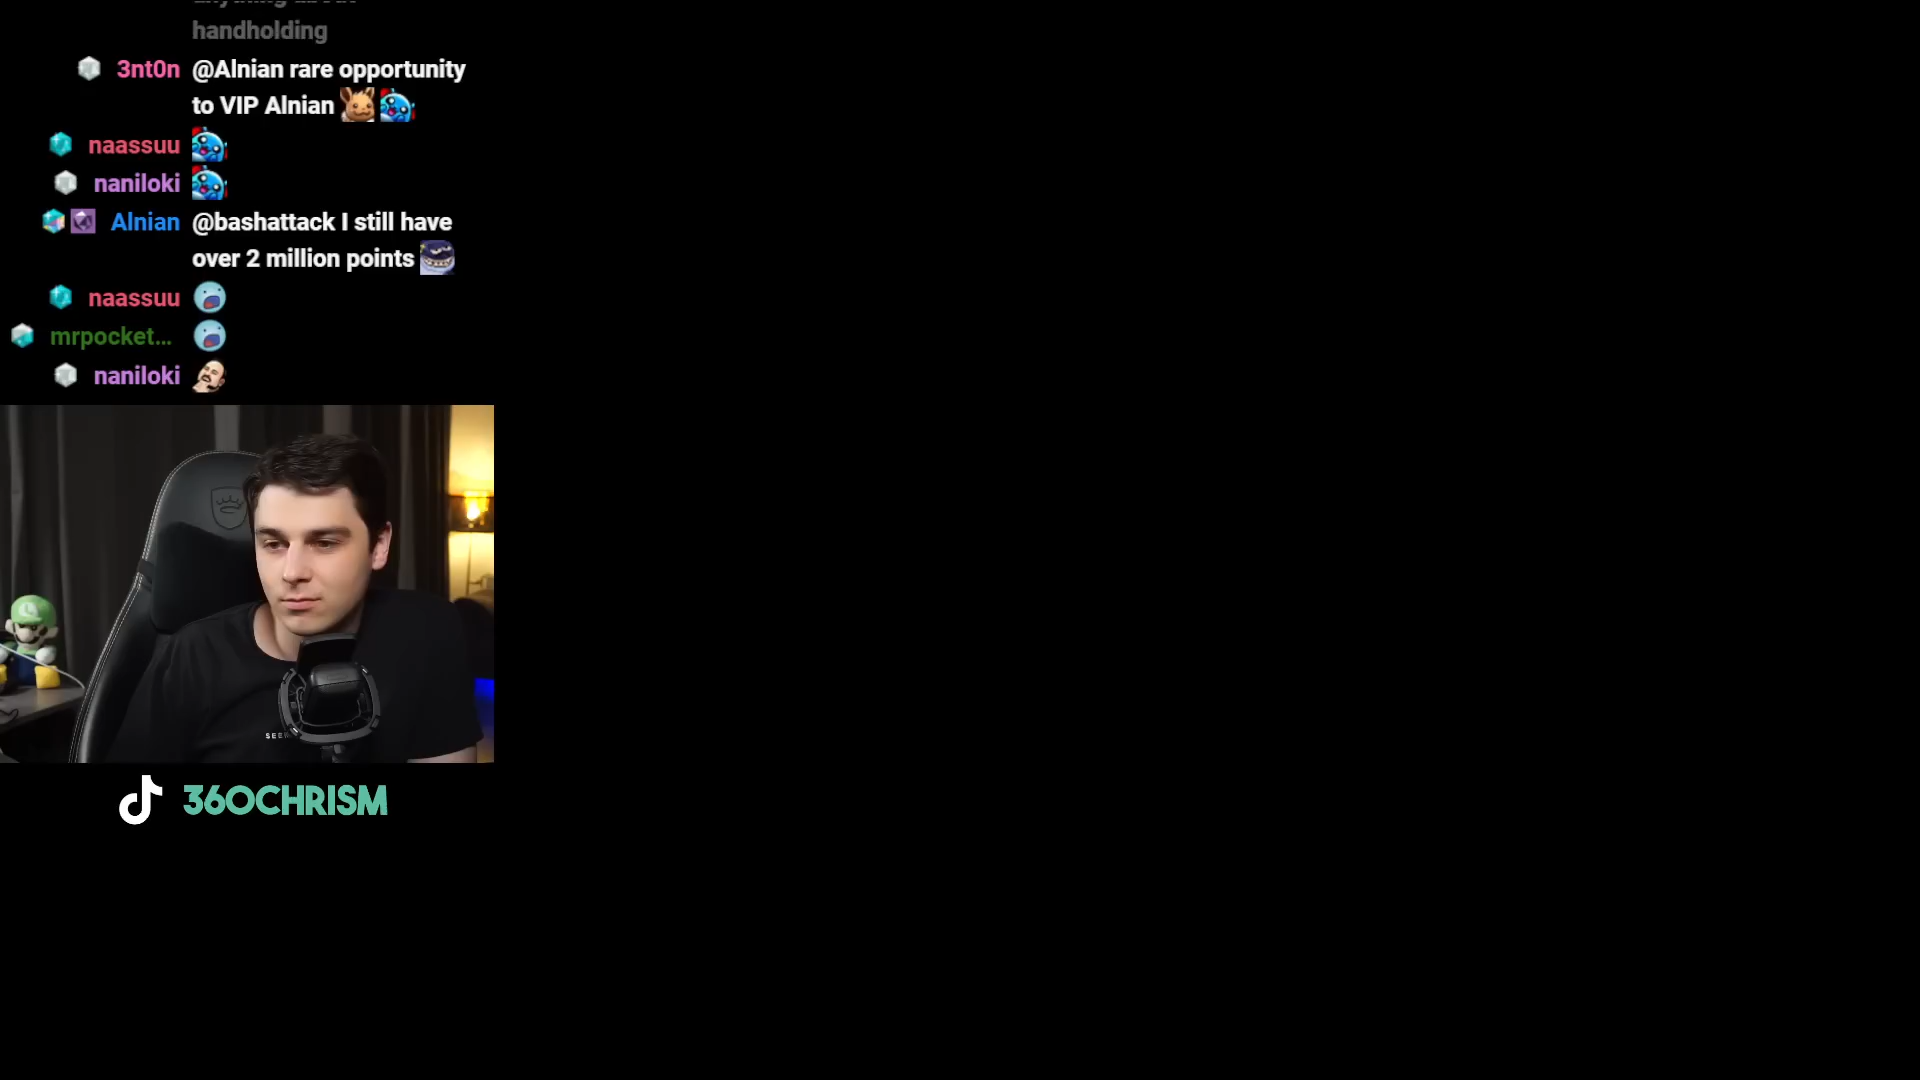 handholding
3nt0n @Alnian rare opportunity
to VIP Alnian
naassuu
naniloki
Alnian @bashattack I still have
over 2 million points
naassuu
mrpocket...
naniloki
360CHRISM